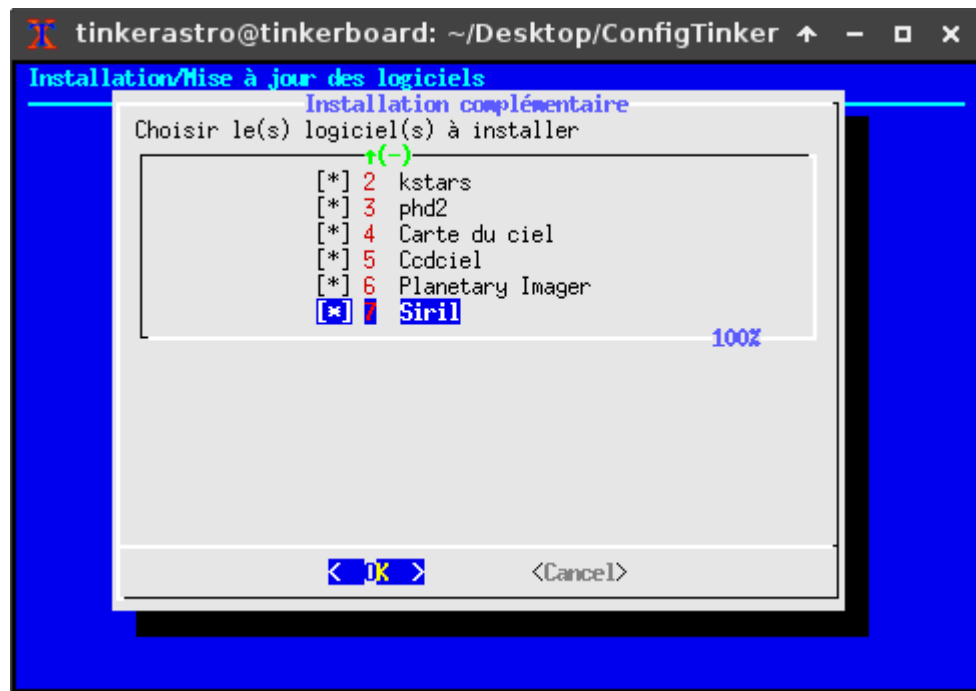 tinkerastro@tinkerboard: ~/Desktop/ConfigTinker
Installation/Mise à jour des logiciels
Installation complémentaire
Choisir le(s) logiciel(s) à installer
↑(-)
[*] 2 kstars
[*] 3 phd2
[*] 4 Carte du ciel
[*] 5 Ccdciel
[*] 6 Planetary Imager
[*] 7 Siril
100%
< OK > <Cancel>